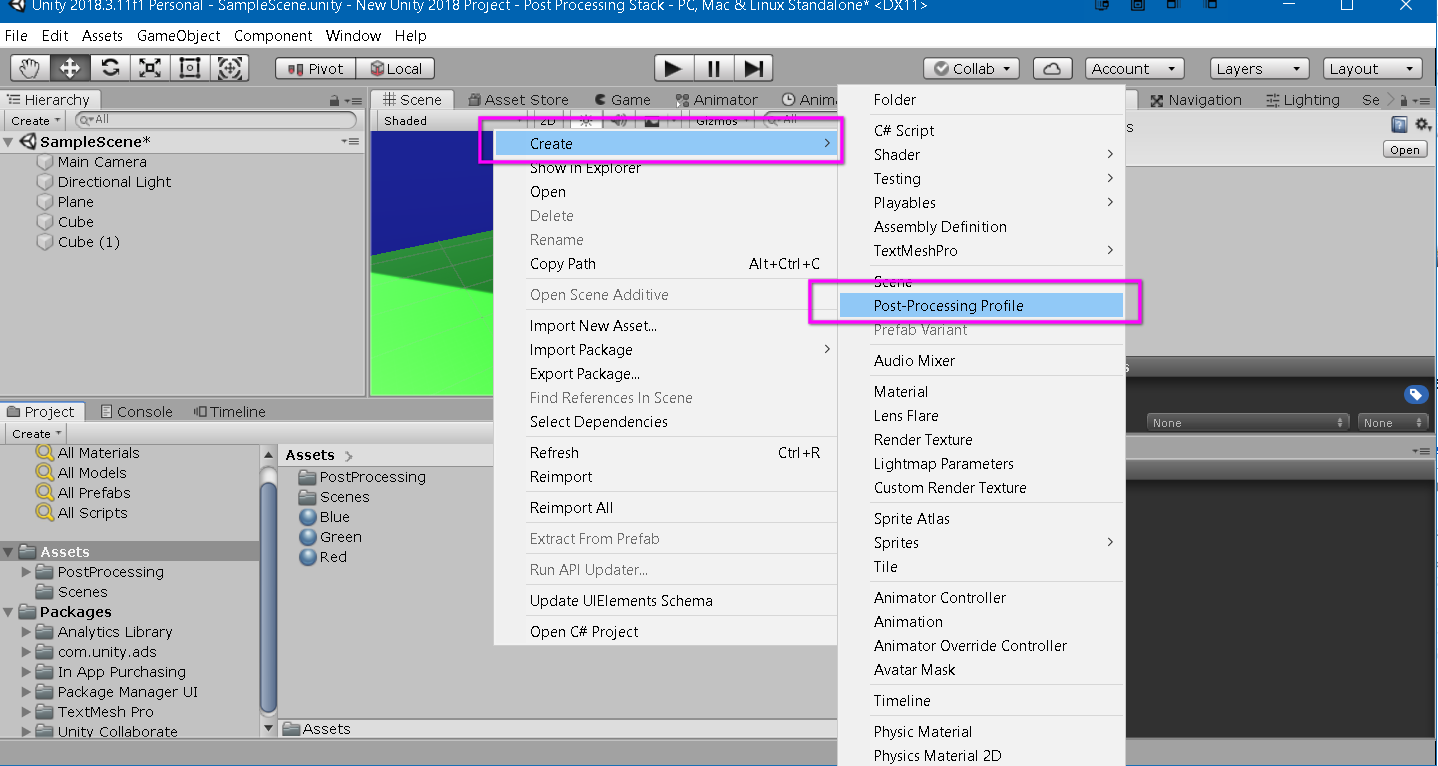 Unity 2018.3.11f1 Personal - SampleScene.unity - New Unity 2018 Project - Post Processing Stack - PC, Mac & Linux Standalone* <DX11>
File Edit Assets GameObject Component Window Help
Pivot Local Collab Account Layers Layout
Hierarchy
Create All
SampleScene*
Main Camera
Directional Light
Plane
Cube
Cube (1)
Scene Asset Store Game Animator Anim
Shaded 2D Gizmos All
Navigation Lighting Se
s
Open
None None
Create
Show in Explorer
Open
Delete
Rename
Copy Path Alt+Ctrl+C
Open Scene Additive
Import New Asset...
Import Package
Export Package...
Find References In Scene
Select Dependencies
Refresh Ctrl+R
Reimport
Reimport All
Extract From Prefab
Run API Updater...
Update UIElements Schema
Open C# Project
Folder
C# Script
Shader
Testing
Playables
Assembly Definition
TextMeshPro
Scene
Post-Processing Profile
Prefab Variant
Audio Mixer
Material
Lens Flare
Render Texture
Lightmap Parameters
Custom Render Texture
Sprite Atlas
Sprites
Tile
Animator Controller
Animation
Animator Override Controller
Avatar Mask
Timeline
Physic Material
Physics Material 2D
Project Console Timeline
Create
All Materials
All Models
All Prefabs
All Scripts
Assets
PostProcessing
Scenes
Packages
Analytics Library
com.unity.ads
In App Purchasing
Package Manager UI
TextMesh Pro
Unity Collaborate
Assets
PostProcessing
Scenes
Blue
Green
Red
Assets